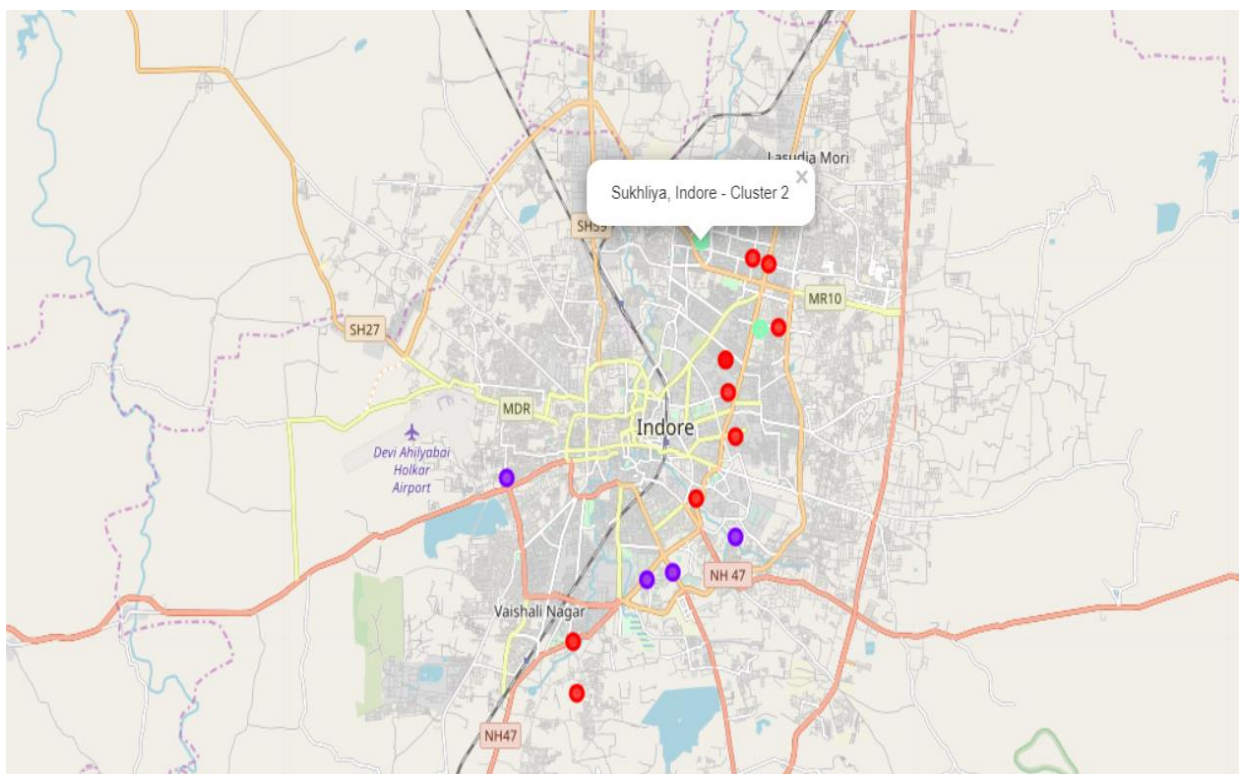 Lasudia Mori
×
Sukhliya, Indore - Cluster 2
SH59
MR10
SH27
MDR
Indore
Devi Ahilyabai
Holkar
Airport
NH 47
Vaishali Nagar
NH47